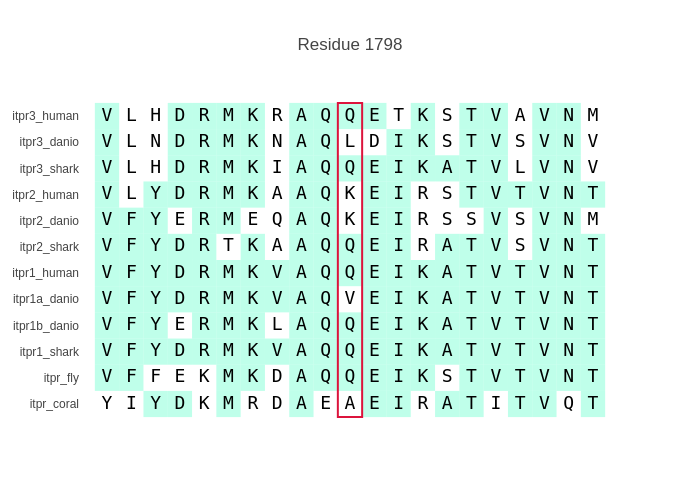 Residue 1798
itpr3_human V L H D R M K R A Q Q E T K S T V A V N M
itpr3_danio V L N D R M K N A Q L D I K S T V S V N V
itpr3_shark V L H D R M K I A Q Q E I K A T V L V N V
itpr2_human V L Y D R M K A A Q K E I R S T V T V N T
itpr2_danio V F Y E R M E Q A Q K E I R S S V S V N M
itpr2_shark V F Y D R T K A A Q Q E I R A T V S V N T
itpr1_human V F Y D R M K V A Q Q E I K A T V T V N T
itpr1a_danio V F Y D R M K V A Q V E I K A T V T V N T
itpr1b_danio V F Y E R M K L A Q Q E I K A T V T V N T
itpr1_shark V F Y D R M K V A Q Q E I K A T V T V N T
itpr_fly V F F E K M K D A Q Q E I K S T V T V N T
itpr_coral Y I Y D K M R D A E A E I R A T I T V Q T